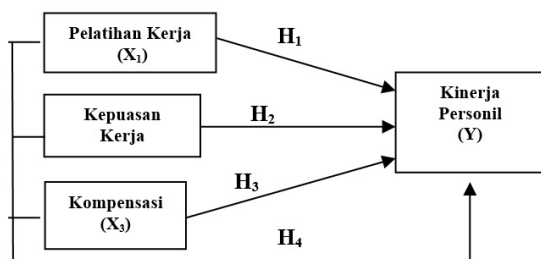 Pelatihan Kerja
(X₁)
H₁
Kepuasan
Kerja
H₂
Kinerja
Personil
(Y)
Kompensasi
(X₃)
H₃
H₄